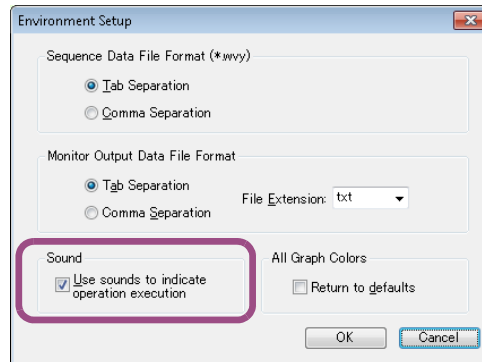 Environment Setup
Sequence Data File Format (*.wvy)
Tab Separation
Comma Separation
Monitor Output Data File Format
Tab Separation
Comma Separation
File Extension: txt
Sound
Use sounds to indicate
operation execution
All Graph Colors
Return to defaults
OK
Cancel